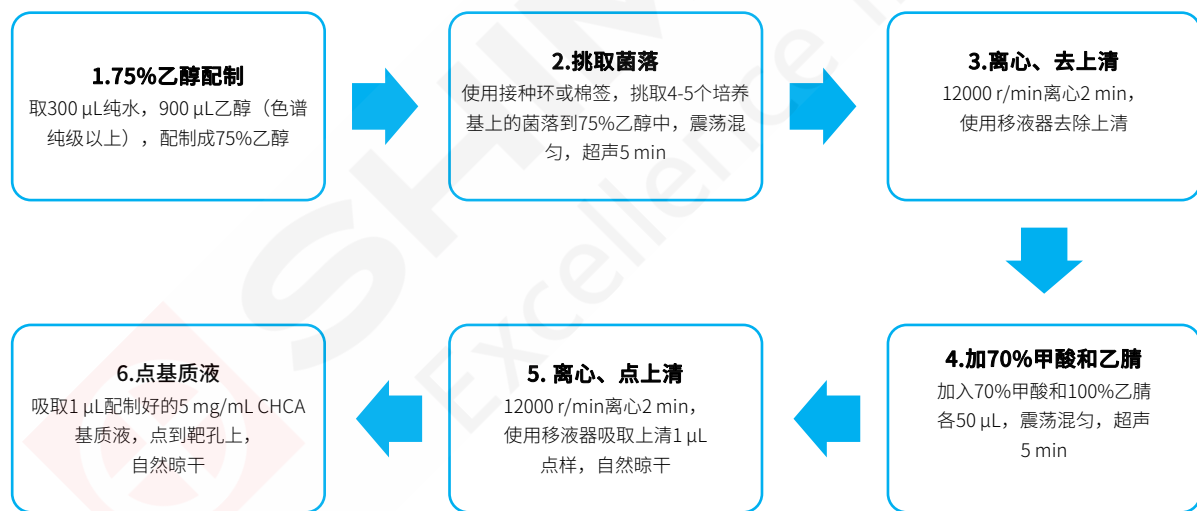 1.75%乙醇配制
取300 μL纯水，900 μL乙醇（色谱
纯级以上），配制成75%乙醇
2.挑取菌落
使用接种环或棉签，挑取4-5个培养
基上的菌落到75%乙醇中，震荡混
匀，超声5 min
3.离心、去上清
12000 r/min离心2 min，
使用移液器去除上清
4.加70%甲酸和乙腈
加入70%甲酸和100%乙腈
各50 μL，震荡混匀，超声
5 min
5. 离心、点上清
12000 r/min离心2 min，
使用移液器吸取上清1 μL
点样，自然晾干
6.点基质液
吸取1 μL配制好的5 mg/mL CHCA
基质液，点到靶孔上，
自然晾干
SHIM
Excellence i